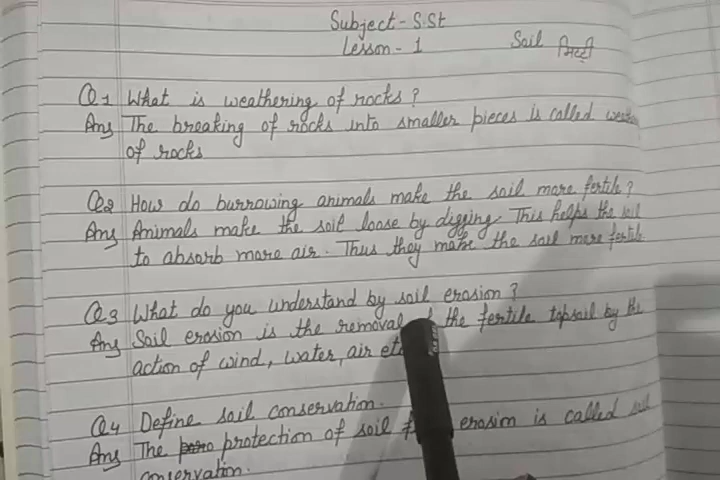 Subject - S.St
Lesson - 1 Soil मिट्टी
Q1 What is weathering of rocks?
Ans The breaking of rocks into smaller pieces is called
of rocks
Q2 How do burrowing animals make the soil more fertile?
Ans Animals make the soil loose by digging. This helps the soil
to absorb more air. Thus they make the soil more fertile
Q3 What do you understand by soil erosion?
Ans Soil erosion is the removal the fertile topsoil by the
action of wind, water, air etc
Q4 Define soil conservation.
Ans The protection of soil erosion is called soil
conservation.